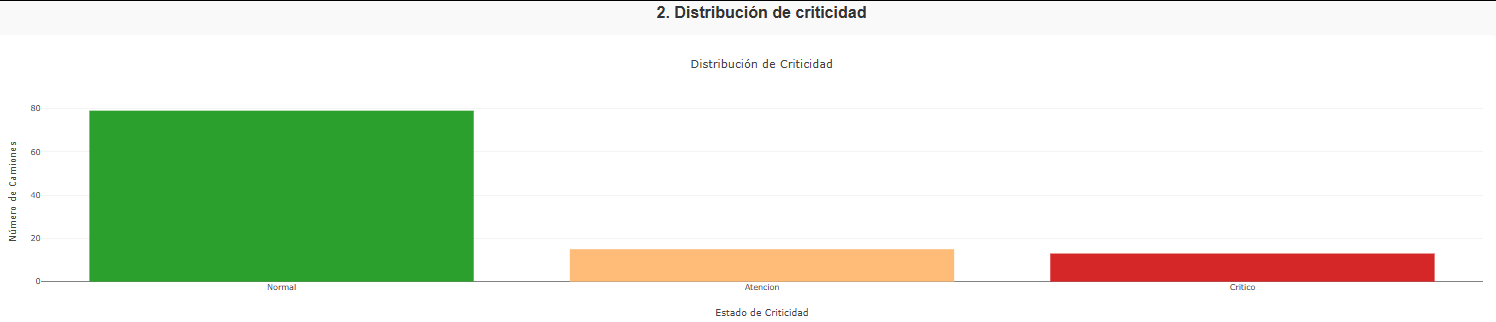 2. Distribución de criticidad
Distribución de Criticidad
Número de Camiones
80
60
40
20
0
Normal
Atencion
Critico
Estado de Criticidad